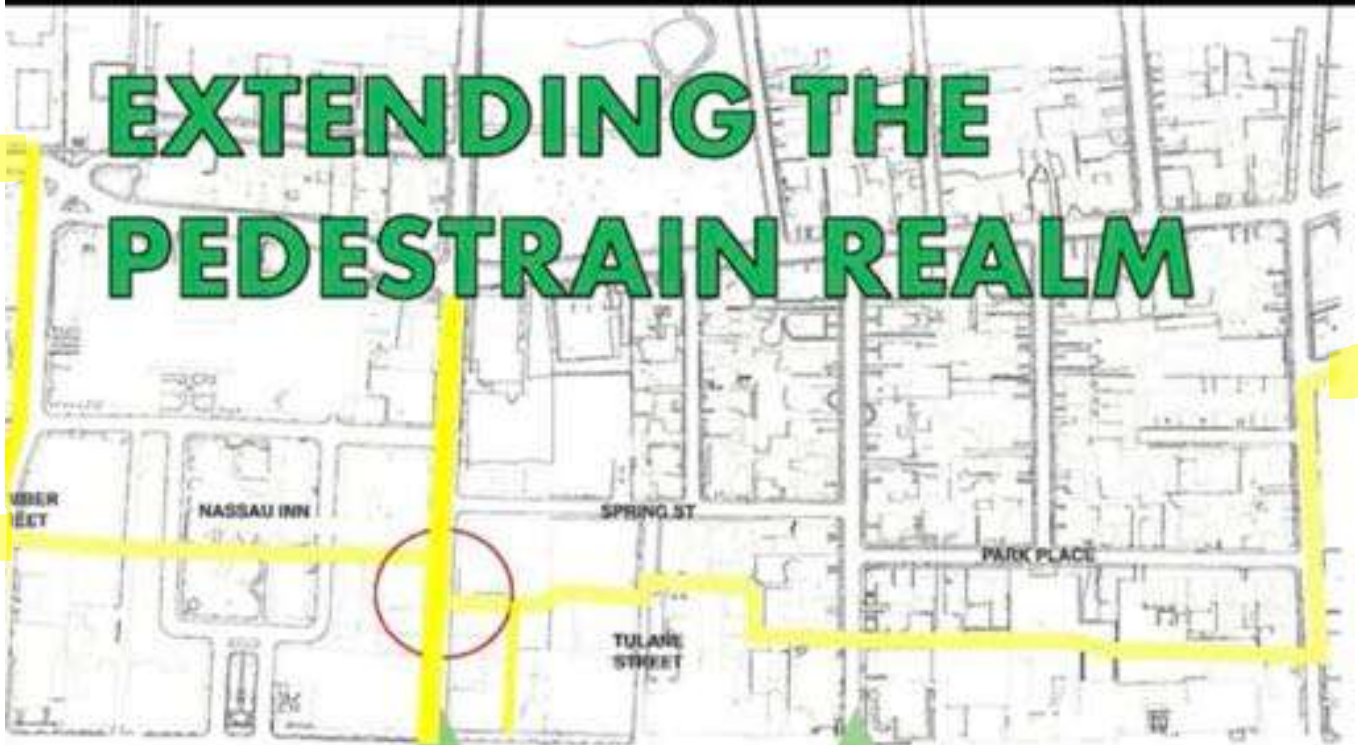 EXTENDING THE
PEDESTRAIN REALM
NASSAU INN
SPRING ST
PARK PLACE
TULANE
STREET